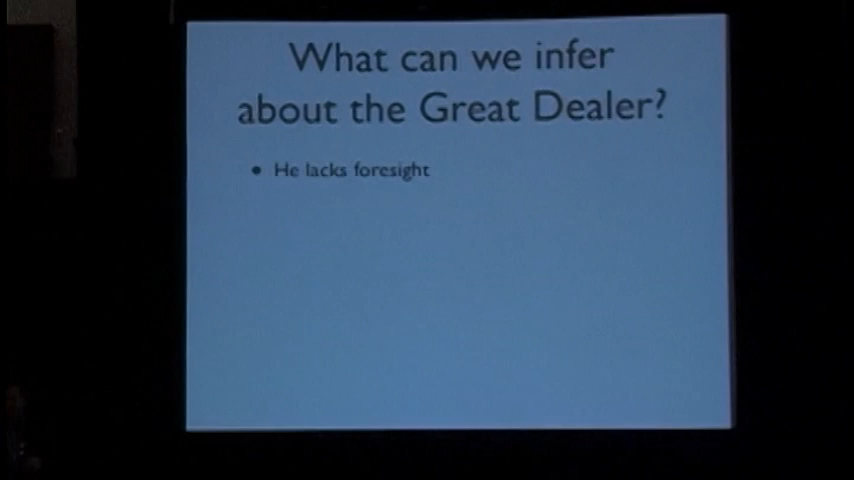 What can we infer
about the Great Dealer?
• He lacks foresight